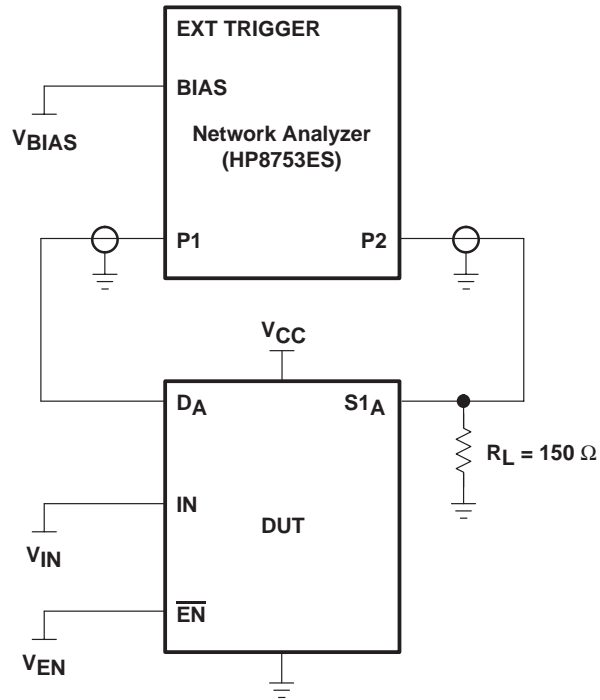 EXT TRIGGER
BIAS
VBIAS
Network Analyzer
(HP8753ES)
P1
P2
VCC
DA
S1A
RL = 150 Ω
IN
DUT
VIN
EN
VEN